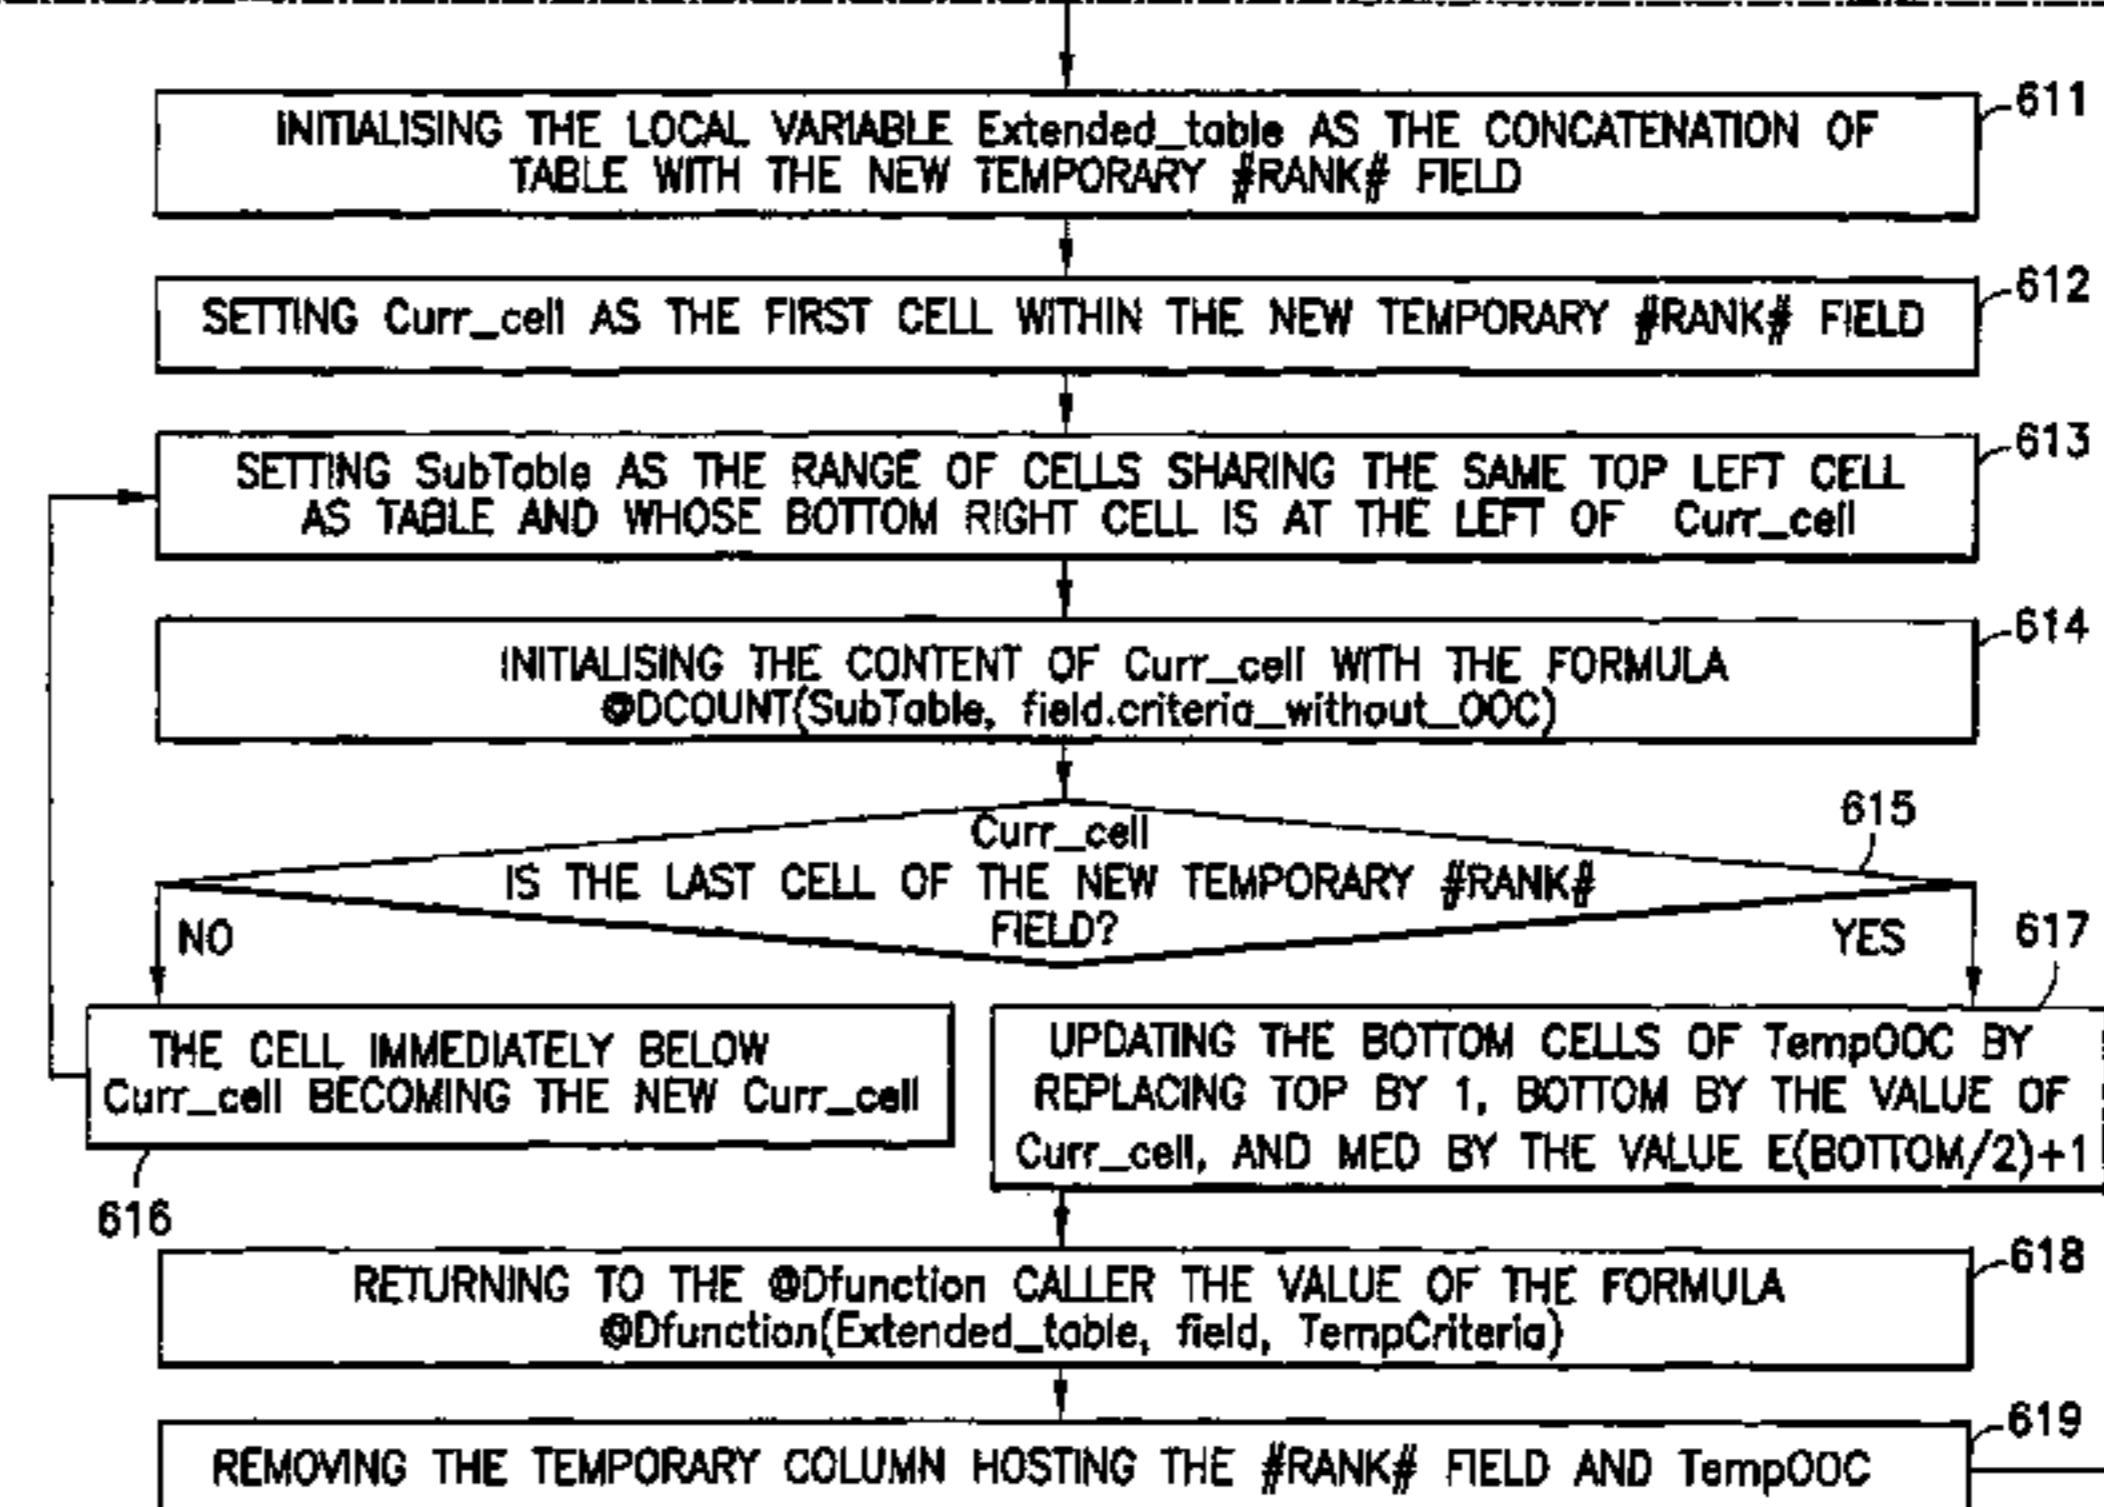 611
INITIALISING THE LOCAL VARIABLE Extended_table AS THE CONCATENATION OF
TABLE WITH THE NEW TEMPORARY #RANK# FIELD
612
SETTING Curr_cell AS THE FIRST CELL WITHIN THE NEW TEMPORARY #RANK# FIELD
613
SETTING SubTable AS THE RANGE OF CELLS SHARING THE SAME TOP LEFT CELL
AS TABLE AND WHOSE BOTTOM RIGHT CELL IS AT THE LEFT OF Curr_cell
614
INITIALISING THE CONTENT OF Curr_cell WITH THE FORMULA
@DCOUNT(SubTable, field.criteria_without_OOC)
615
Curr_cell
IS THE LAST CELL OF THE NEW TEMPORARY #RANK#
FIELD?
NO
YES
617
THE CELL IMMEDIATELY BELOW
Curr_cell BECOMING THE NEW Curr_cell
616
UPDATING THE BOTTOM CELLS OF TempOOC BY
REPLACING TOP BY 1, BOTTOM BY THE VALUE OF
Curr_cell, AND MED BY THE VALUE E(BOTTOM/2)+1
618
RETURNING TO THE @Dfunction CALLER THE VALUE OF THE FORMULA
@Dfunction(Extended_table, field, TempCriteria)
619
REMOVING THE TEMPORARY COLUMN HOSTING THE #RANK# FIELD AND TempOOC